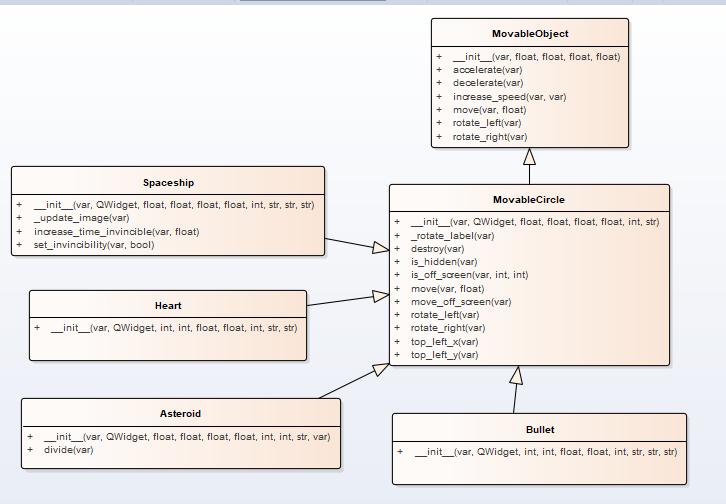 MovableObject
+ __init__(var, float, float, float, float)
+ accelerate(var)
+ decelerate(var)
+ increase_speed(var, var)
+ move(var, float)
+ rotate_left(var)
+ rotate_right(var)
Spaceship
+ __init__(var, QWidget, float, float, float, float, int, str, str, str)
+ _update_image(var)
+ increase_time_invincible(var, float)
+ set_invincibility(var, bool)
MovableCircle
+ __init__(var, QWidget, float, float, float, float, int, str)
+ _rotate_label(var)
+ destroy(var)
+ is_hidden(var)
+ is_off_screen(var, int, int)
+ move(var, float)
+ move_off_screen(var)
+ rotate_left(var)
+ rotate_right(var)
+ top_left_x(var)
+ top_left_y(var)
Heart
+ __init__(var, QWidget, int, int, float, float, int, str, str)
Asteroid
+ __init__(var, QWidget, float, float, float, float, int, int, str, var)
+ divide(var)
Bullet
+ __init__(var, QWidget, int, int, float, float, int, str, str, str)